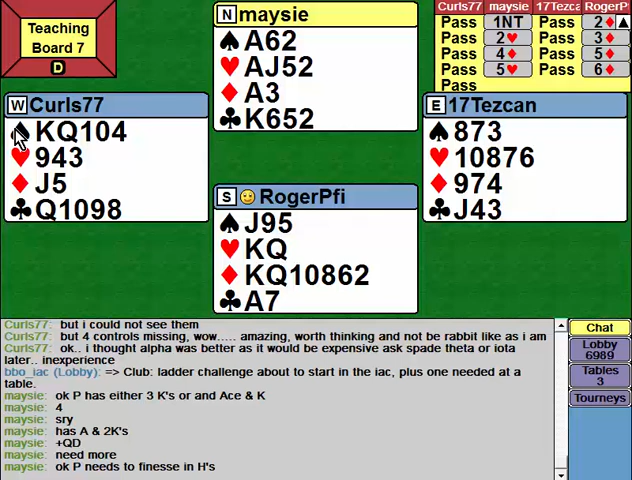 Teaching
Board 7
D
N maysie
♠ A62
♥ AJ52
♦ A3
♣ K652
Curls77 maysie 17Tezca RogerP
Pass 1NT Pass 2♦
Pass 2♥ Pass 3♦
Pass 4♦ Pass 5♦
Pass 5♥ Pass 6♦
Pass
W Curls77
♠ KQ104
♥ 943
♦ J5
♣ Q1098
E 17Tezcan
♠ 873
♥ 10876
♦ 974
♣ J43
S RogerPfi
♠ J95
♥ KQ
♦ KQ10862
♣ A7
Curls77: but i could not see them
Curls77: but 4 controls missing, wow..... amazing, worth thinking and not be rabbit like as i am
Curls77: ok.. i thought alpha was better as it would be expensive ask spade theta or iota
later.. inexperience
bbo_iac (Lobby): => Club: ladder challenge about to start in the iac, plus one needed at a
table.
maysie: ok P has either 3 K's or and Ace & K
maysie: 4
maysie: sry
maysie: has A & 2K's
maysie: +QD
maysie: need more
maysie: ok P needs to finesse in H's
Chat
Lobby
6989
Tables
3
Tourneys